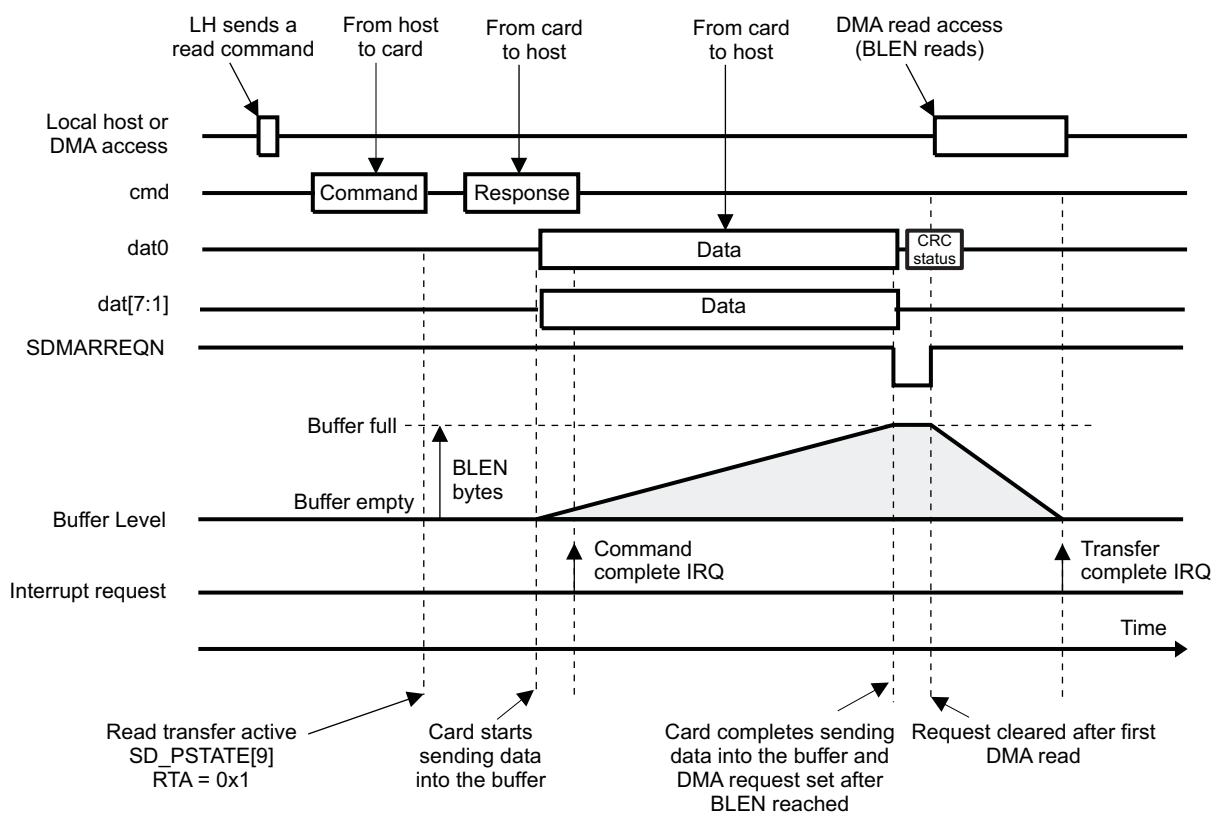 LH sends a
read command
From host
to card
From card
to host
From card
to host
DMA read access
(BLEN reads)
Local host or
DMA access
cmd
Command
Response
dat0
Data
CRC
status
dat[7:1]
Data
SDMARREQN
Buffer full
BLEN
bytes
Buffer empty
Buffer Level
Command
complete IRQ
Transfer
complete IRQ
Interrupt request
Time
Read transfer active
SD_PSTATE[9]
RTA = 0x1
Card starts
sending data
into the buffer
Card completes sending
data into the buffer and
DMA request set after
BLEN reached
Request cleared after first
DMA read